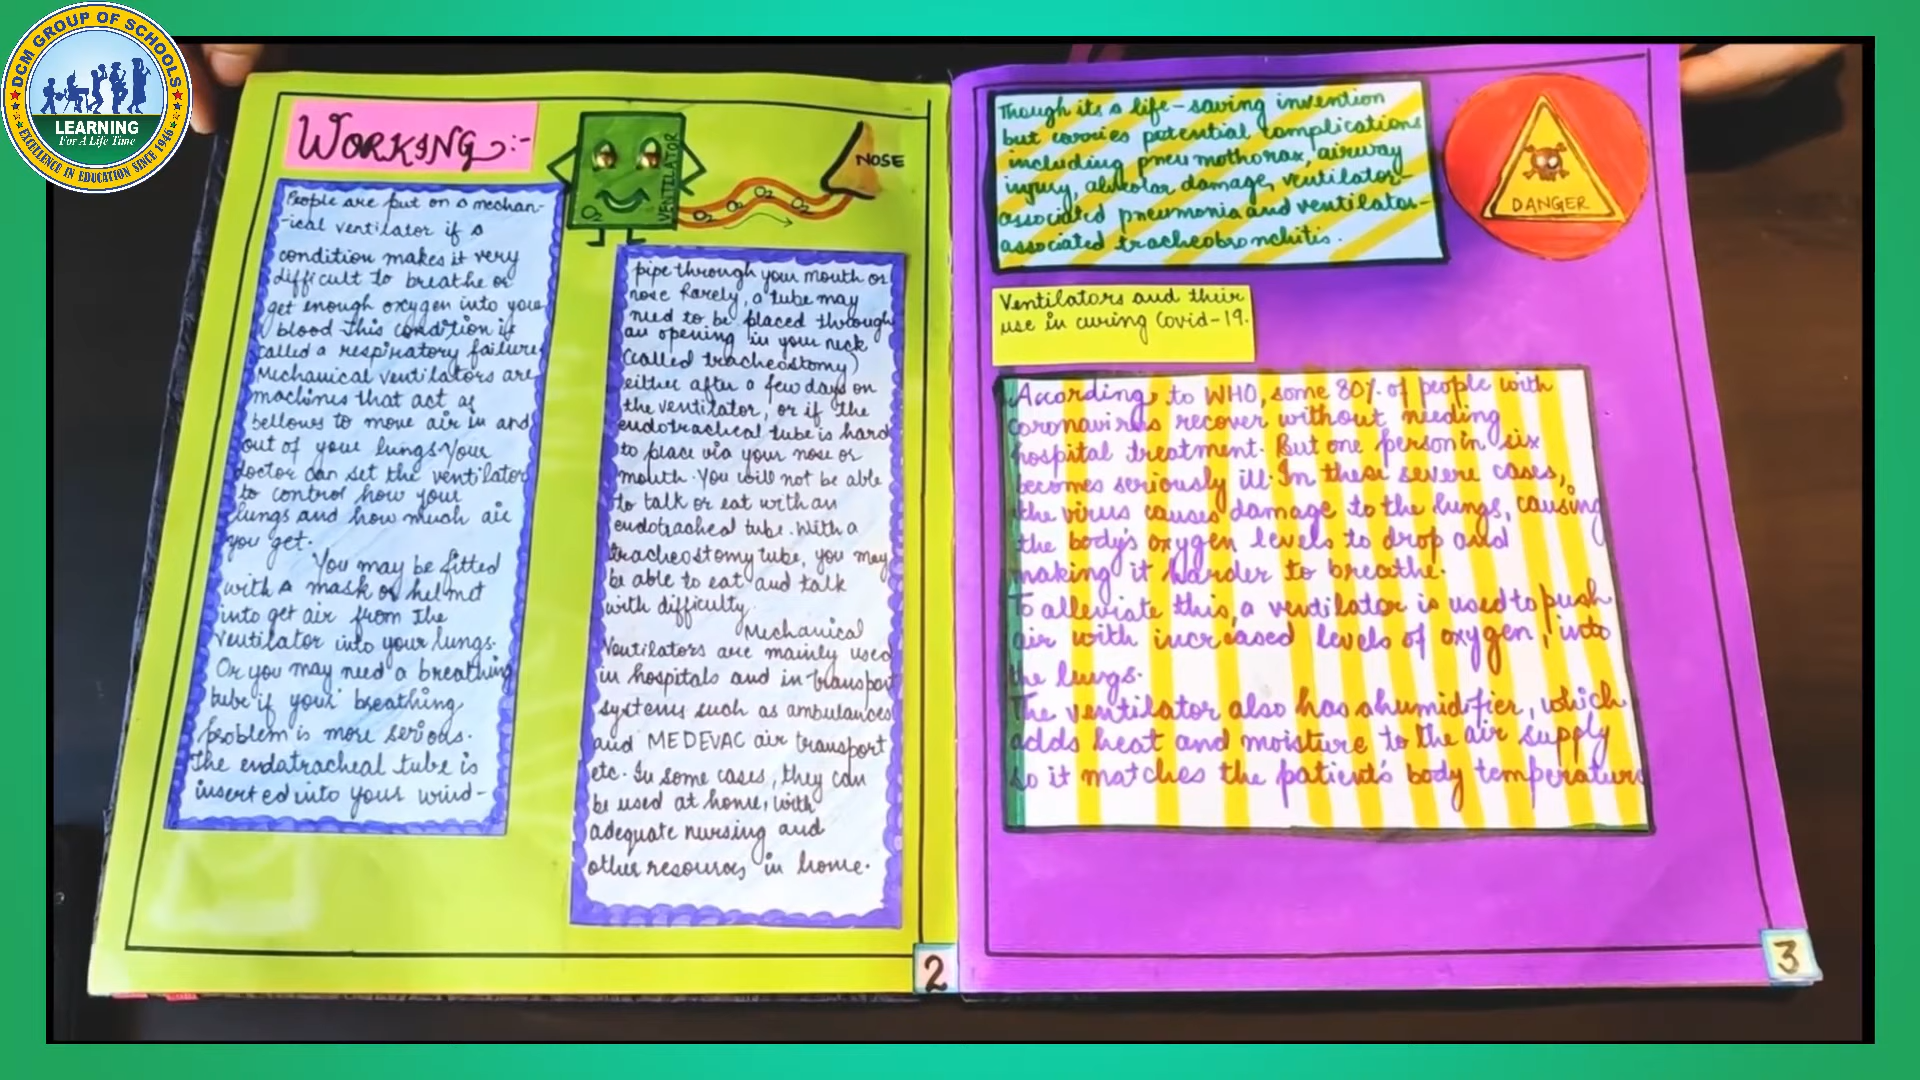 DCM GROUP OF SCHOOLS
LEARNING
For A Life Time
EXCELLENCE IN EDUCATION SINCE 1946
WORKING :-
VENTILATOR
NOSE
O2
O2
O2
O2
O2
People are put on a mechan-
-ical ventilator if a
condition makes it very
difficult to breathe or
get enough oxygen into your
blood This condition is
called a respiratory failure
Mechanical ventilators are
machines that act as
bellows to move air in and
out of your lungs. Your
doctor can set the ventilator
to control how your
lungs and how much air
you get.
You may be fitted
with a mask or helmet
into get air from the
ventilator into your lungs.
Or you may need a breathing
tube if your breathing
problem is more serious.
The endatracheal tube is
inserted into your wind-
pipe through your mouth or
nose Rarely, a tube may
need to be placed through
an opening in your neck
(called tracheostomy)
either after a few days on
the ventilator, or if the
endotracheal tube is hard
to place via your nose or
mouth. You will not be able
to talk or eat with an
endotracheal tube. With a
tracheostomy tube, you may
be able to eat and talk
with difficulty.
Mechanical
Ventilators are mainly used
in hospitals and in transport
systems such as ambulances
and MEDEVAC air transport
etc. In some cases, they can
be used at home, with
adequate nursing and
other resources in home.
2
Though its a life-saving invention
but carries potential complications
including pneumothorax, airway
injury, alveolar damage, ventilator-
associated pneumonia and ventilator-
associated tracheobronchitis.
DANGER
Ventilators and their
use in curing Covid-19.
According to WHO, some 80% of people with
coronavirus recover without needing
hospital treatment. But one person in six
becomes seriously ill. In these severe cases,
the virus causes damage to the lungs, causing
the body's oxygen levels to drop and
making it harder to breathe.
To alleviate this, a ventilator is used to push
air with increased levels of oxygen, into
the lungs.
The ventilator also has a humidifier, which
adds heat and moisture to the air supply
so it matches the patient's body temperature
3